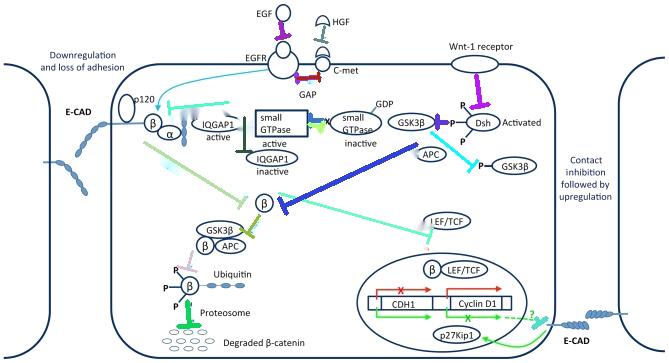 EGF
HGF
Downregulation
and loss of adhesion
EGFR
C-met
Wnt-1 receptor
GAP
E-CAD
p120
β
α
IQGAP1
active
small
GTPase
active
X
small
GTPase
inactive
GDP
IQGAP1
inactive
GSK3β
P
P
P
Dsh
Activated
APC
P
GSK3β
Contact
inhibition
followed by
upregulation
β
GSK3β
β
APC
LEF/TCF
P
P
P
β
Ubiquitin
β
LEF/TCF
Proteosome
X
CDH1
Cyclin D1
X
?
p27Kip1
E-CAD
Degraded β-catenin